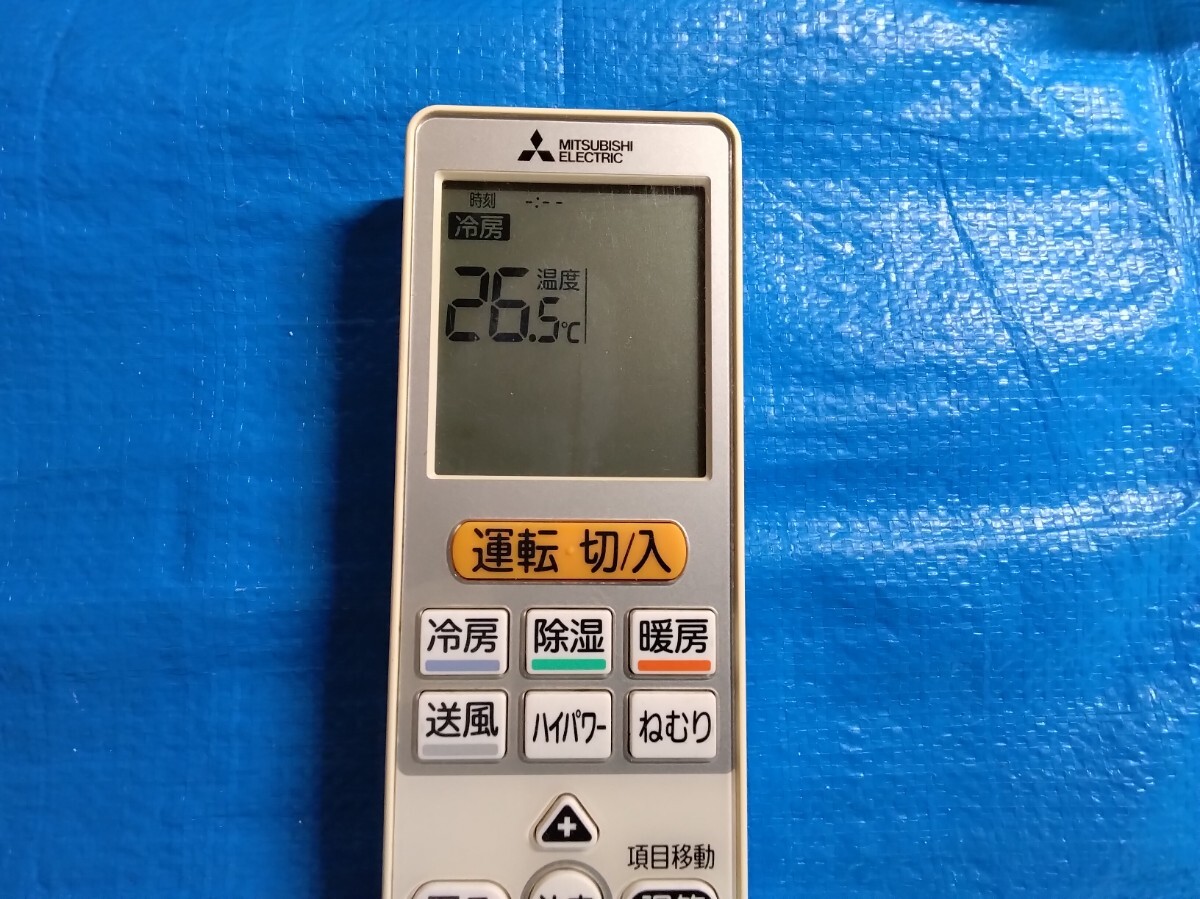 MITSUBISHI
ELECTRIC
時刻 -:--
冷房
温度
26.5℃
運転 切/入
冷房 除湿 暖房
送風 ハイパワー ねむり
+
項目移動